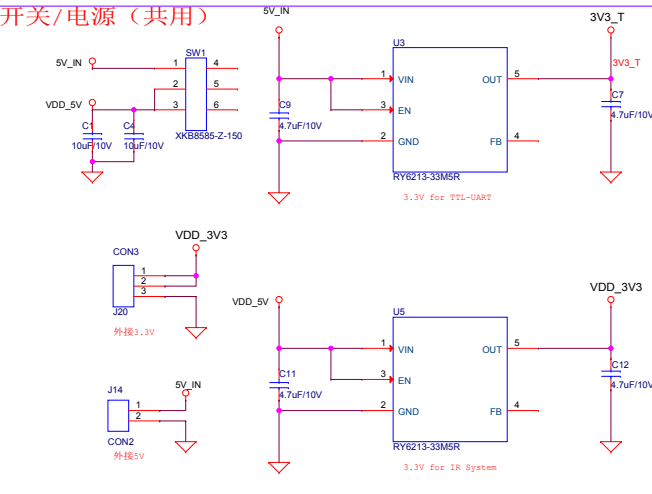 开关/电源（共用）
5V_IN
SW1
1
4
2
5
3
6
VDD_5V
C1
10uF/10V
C4
10uF/10V
XKB8585-Z-150
5V_IN
C9
4.7uF/10V
U3
1
VIN
3
EN
2
GND
OUT
5
FB
4
RY6213-33M5R
3.3V for TTL-UART
3V3_T
3V3_T
C7
4.7uF/10V
VDD_3V3
CON3
1
2
3
J20
外接3.3V
5V_IN
J14
1
2
CON2
外接5V
VDD_5V
C11
4.7uF/10V
U5
1
VIN
3
EN
2
GND
OUT
5
FB
4
RY6213-33M5R
3.3V for IR System
VDD_3V3
C12
4.7uF/10V